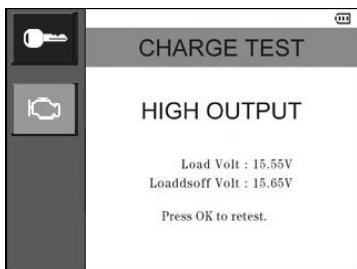 CHARGE TEST
HIGH OUTPUT
Load Volt : 15.55V
Loaddsoff Volt : 15.65V
Press OK to retest.